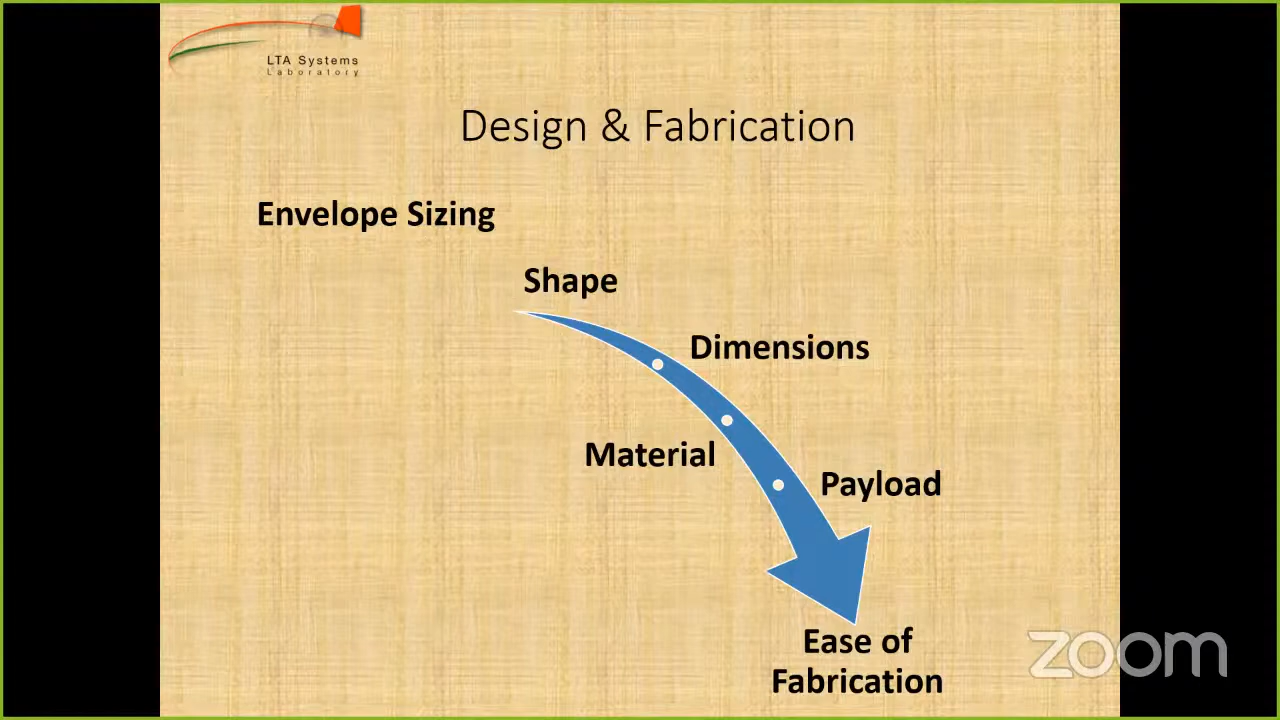 LTA Systems
Laboratory
Design & Fabrication
Envelope Sizing
Shape
Dimensions
Material
Payload
Ease of
Fabrication
zoom